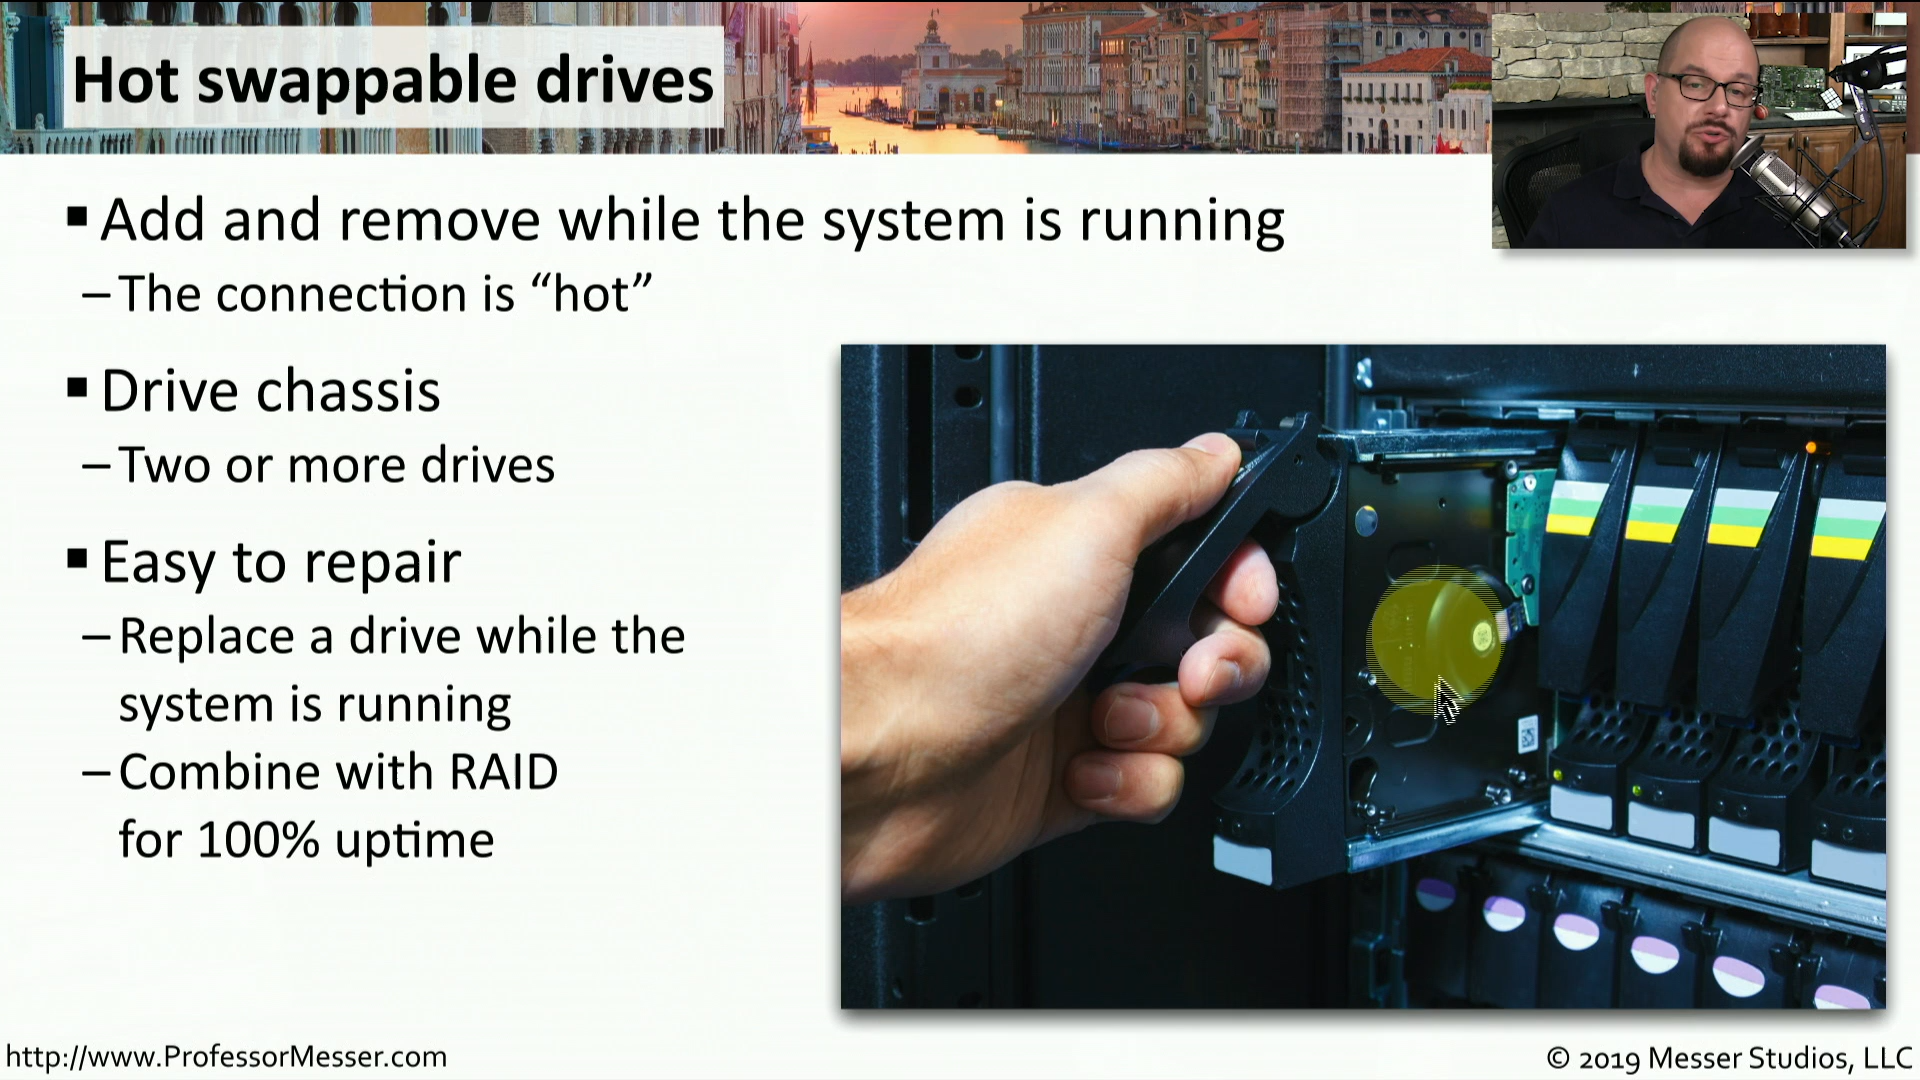 Hot swappable drives
▪ Add and remove while the system is running
– The connection is “hot”
▪ Drive chassis
– Two or more drives
▪ Easy to repair
– Replace a drive while the
system is running
– Combine with RAID
for 100% uptime
http://www.ProfessorMesser.com
© 2019 Messer Studios, LLC